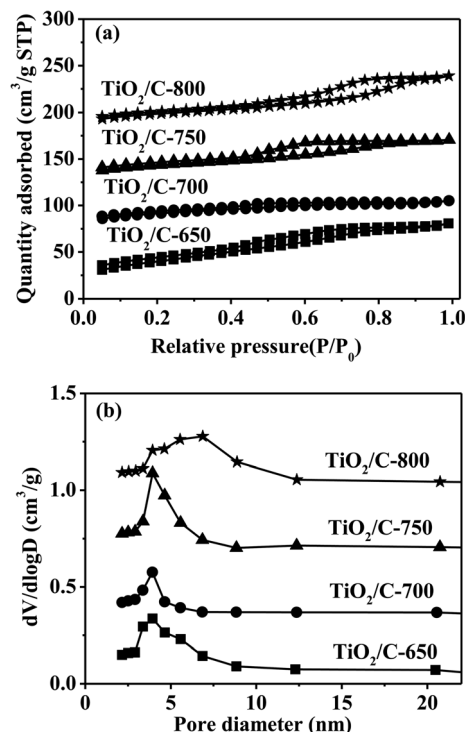 (a)
300
250
200
150
100
50
0
Quantity adsorbed (cm³/g STP)
TiO₂/C-800
TiO₂/C-750
TiO₂/C-700
TiO₂/C-650
0.0 0.2 0.4 0.6 0.8 1.0
Relative pressure(P/P₀)
(b)
1.5
1.0
0.5
0.0
dV/dlogD (cm³/g)
TiO₂/C-800
TiO₂/C-750
TiO₂/C-700
TiO₂/C-650
0 5 10 15 20
Pore diameter (nm)